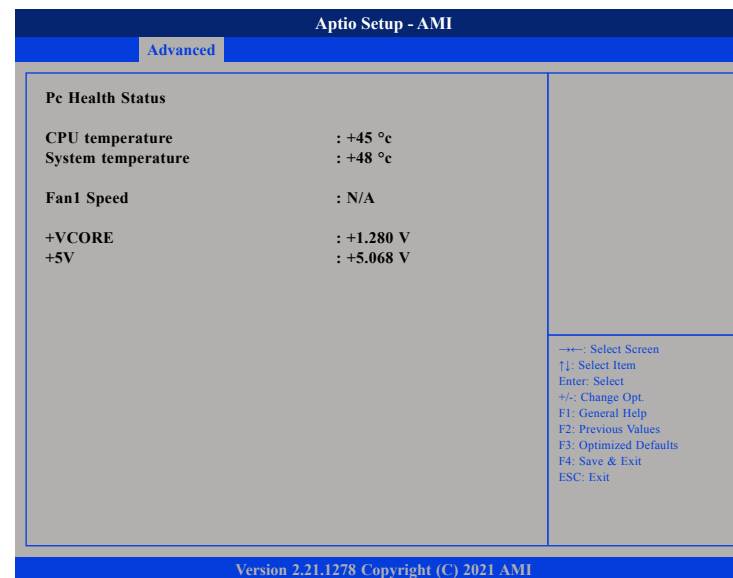 Aptio Setup - AMI
Advanced
Pc Health Status
CPU temperature : +45 °c
System temperature : +48 °c
Fan1 Speed : N/A
+VCORE : +1.280 V
+5V : +5.068 V
→←: Select Screen
↑↓: Select Item
Enter: Select
+/-: Change Opt.
F1: General Help
F2: Previous Values
F3: Optimized Defaults
F4: Save & Exit
ESC: Exit
Version 2.21.1278 Copyright (C) 2021 AMI